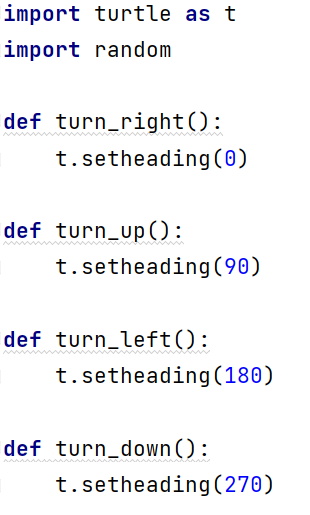 import turtle as t
import random
def turn_right():
    t.setheading(0)
def turn_up():
    t.setheading(90)
def turn_left():
    t.setheading(180)
def turn_down():
    t.setheading(270)